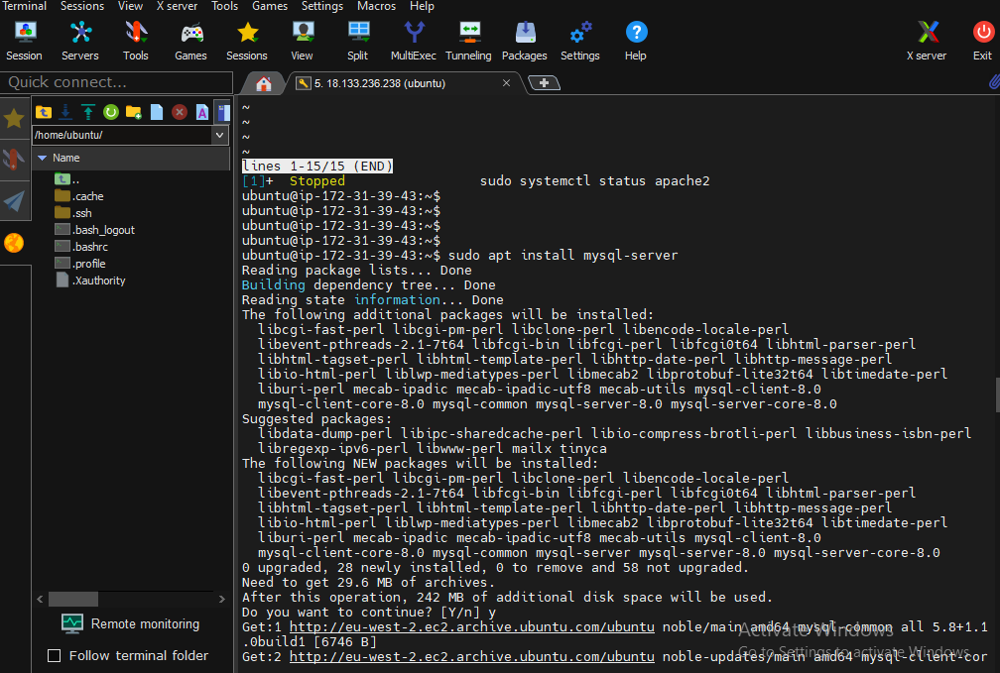 Terminal Sessions View X server Tools Games Settings Macros Help
Session Servers Tools Games Sessions View Split MultiExec Tunneling Packages Settings Help X server Exit
Quick connect...
5. 18.133.236.238 (ubuntu)
/home/ubuntu/
Name
..
.cache
.ssh
.bash_logout
.bashrc
.profile
.Xauthority
Remote monitoring
Follow terminal folder
~
~
~
~
lines 1-15/15 (END)
[1]+ Stopped sudo systemctl status apache2
ubuntu@ip-172-31-39-43:~$
ubuntu@ip-172-31-39-43:~$
ubuntu@ip-172-31-39-43:~$
ubuntu@ip-172-31-39-43:~$
ubuntu@ip-172-31-39-43:~$ sudo apt install mysql-server
Reading package lists... Done
Building dependency tree... Done
Reading state information... Done
The following additional packages will be installed:
libcgi-fast-perl libcgi-pm-perl libclone-perl libencode-locale-perl
libevent-pthreads-2.1-7t64 libfcgi-bin libfcgi-perl libfcgi0t64 libhtml-parser-perl
libhtml-tagset-perl libhtml-template-perl libhttp-date-perl libhttp-message-perl
libio-html-perl liblwp-mediatypes-perl libmecab2 libprotobuf-lite32t64 libtimedate-perl
liburi-perl mecab-ipadic mecab-ipadic-utf8 mecab-utils mysql-client-8.0
mysql-client-core-8.0 mysql-common mysql-server-8.0 mysql-server-core-8.0
Suggested packages:
libdata-dump-perl libipc-sharedcache-perl libio-compress-brotli-perl libbusiness-isbn-perl
libregexp-ipv6-perl libwww-perl mailx tinyca
The following NEW packages will be installed:
libcgi-fast-perl libcgi-pm-perl libclone-perl libencode-locale-perl
libevent-pthreads-2.1-7t64 libfcgi-bin libfcgi-perl libfcgi0t64 libhtml-parser-perl
libhtml-tagset-perl libhtml-template-perl libhttp-date-perl libhttp-message-perl
libio-html-perl liblwp-mediatypes-perl libmecab2 libprotobuf-lite32t64 libtimedate-perl
liburi-perl mecab-ipadic mecab-ipadic-utf8 mecab-utils mysql-client-8.0
mysql-client-core-8.0 mysql-common mysql-server mysql-server-8.0 mysql-server-core-8.0
0 upgraded, 28 newly installed, 0 to remove and 58 not upgraded.
Need to get 29.6 MB of archives.
After this operation, 242 MB of additional disk space will be used.
Do you want to continue? [Y/n] y
Get:1 http://eu-west-2.ec2.archive.ubuntu.com/ubuntu noble/main amd64 mysql-common all 5.8+1.1
.0build1 [6746 B]
Get:2 http://eu-west-2.ec2.archive.ubuntu.com/ubuntu noble-updates/main amd64 mysql-client-cor
Activate Windows
Go to Settings to activate Windows.